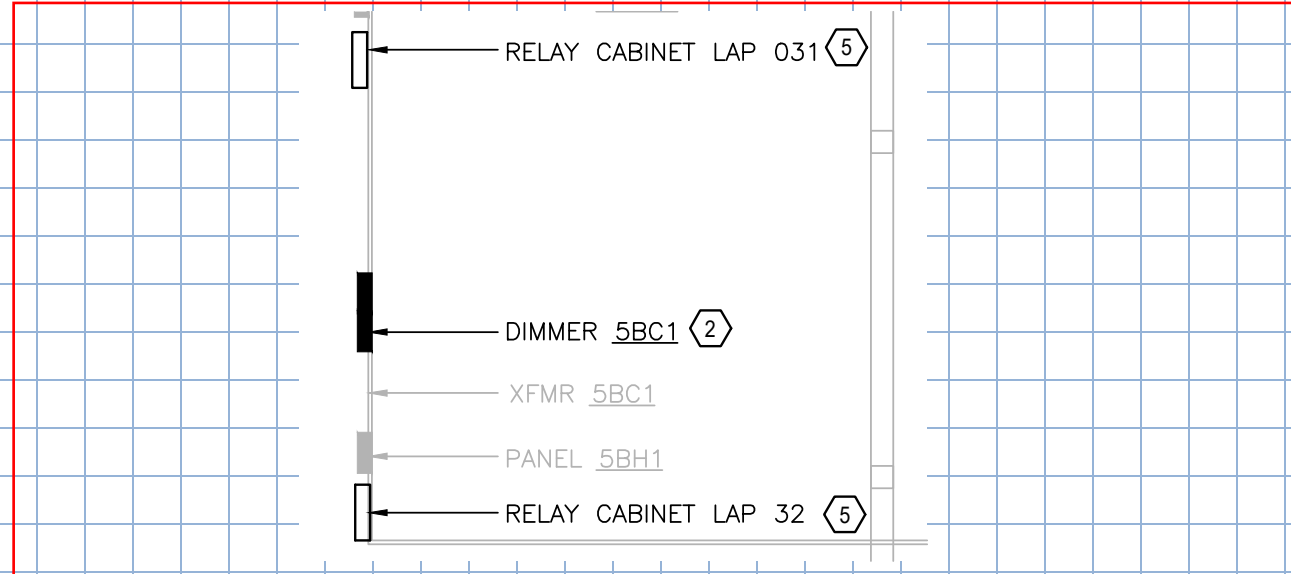 RELAY CABINET LAP 031 5
DIMMER 5BC1 2
XFMR 5BC1
PANEL 5BH1
RELAY CABINET LAP 32 5